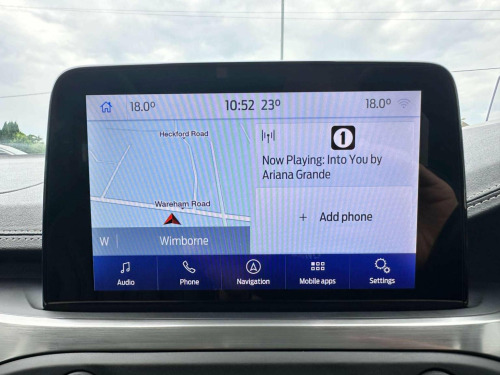 18.0° 10:52 23° 18.0°
Heckford Road
Wareham Road
W Wimborne
1
Now Playing: Into You by
Ariana Grande
+ Add phone
Audio Phone Navigation Mobile apps Settings